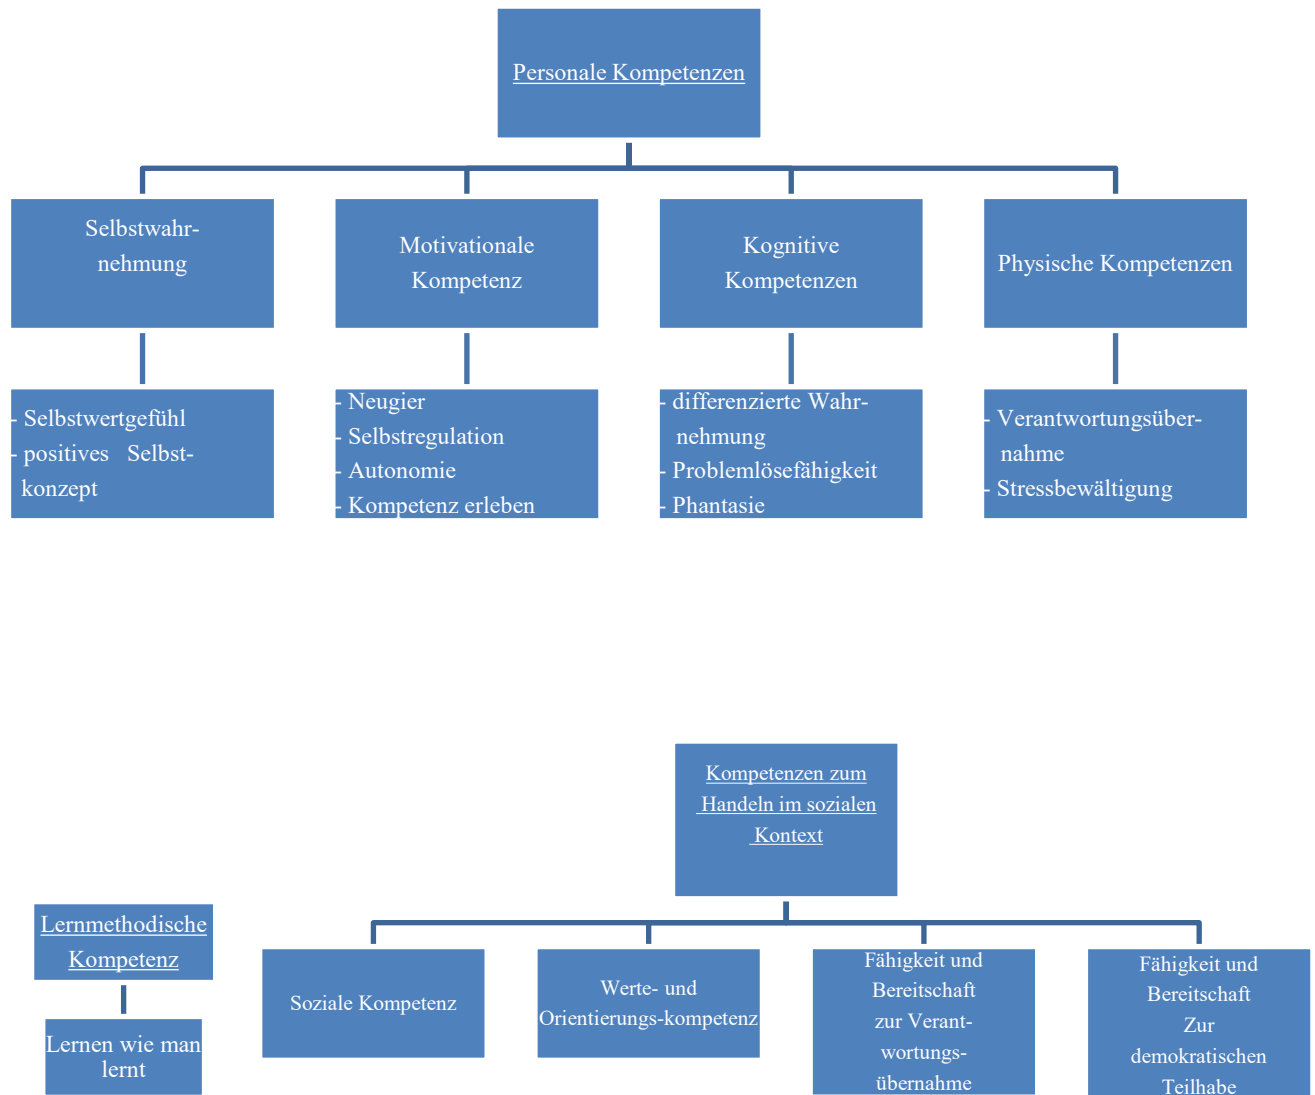 Personale Kompetenzen
Selbstwahr-
nehmung
Motivationale
Kompetenz
Kognitive
Kompetenzen
Physische Kompetenzen
- Selbstwertgefühl
- positives Selbst-
konzept
- Neugier
- Selbstregulation
- Autonomie
- Kompetenz erleben
- differenzierte Wahr-
nehmung
- Problemlösefähigkeit
- Phantasie
- Verantwortungsüber-
nahme
- Stressbewältigung
Kompetenzen zum
Handeln im sozialen
Kontext
Lernmethodische
Kompetenz
Lernen wie man
lernt
Soziale Kompetenz
Werte- und
Orientierungs-kompetenz
Fähigkeit und
Bereitschaft
zur Verant-
wortungs-
übernahme
Fähigkeit und
Bereitschaft
Zur
demokratischen
Teilhabe